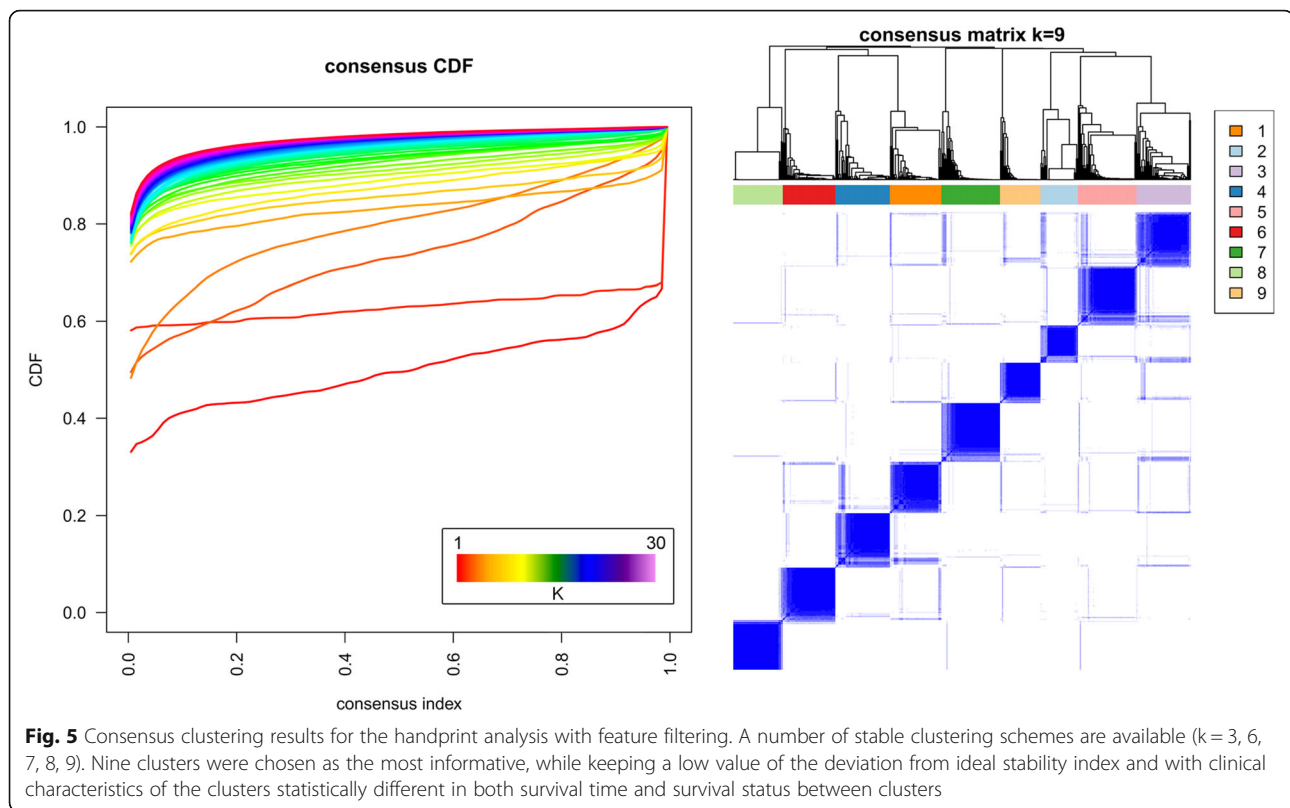 consensus CDF
CDF
1.0
0.8
0.6
0.4
0.2
0.0
0.0
0.2
0.4
0.6
0.8
1.0
consensus index
1
30
K
consensus matrix k=9
1
2
3
4
5
6
7
8
9
Fig. 5 Consensus clustering results for the handprint analysis with feature filtering. A number of stable clustering schemes are available (k = 3, 6,
7, 8, 9). Nine clusters were chosen as the most informative, while keeping a low value of the deviation from ideal stability index and with clinical
characteristics of the clusters statistically different in both survival time and survival status between clusters